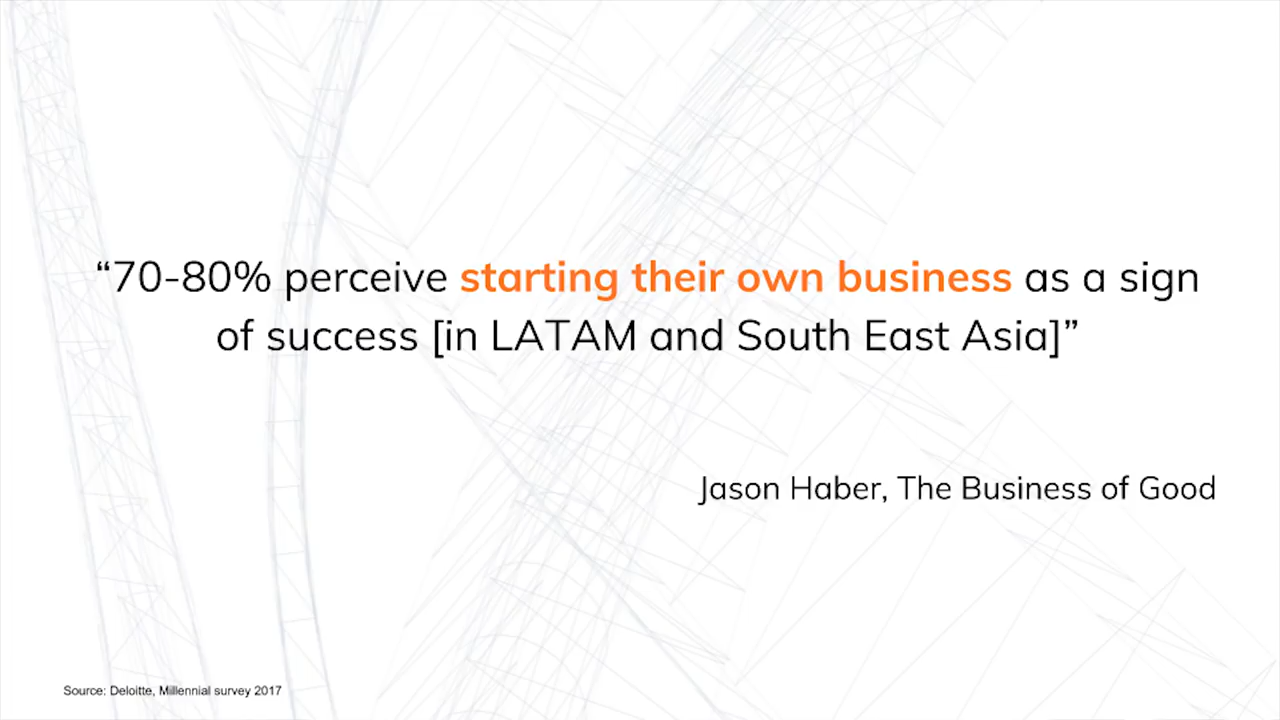 “70-80% perceive starting their own business as a sign
of success [in LATAM and South East Asia]”
Jason Haber, The Business of Good
Source: Deloitte, Millennial survey 2017